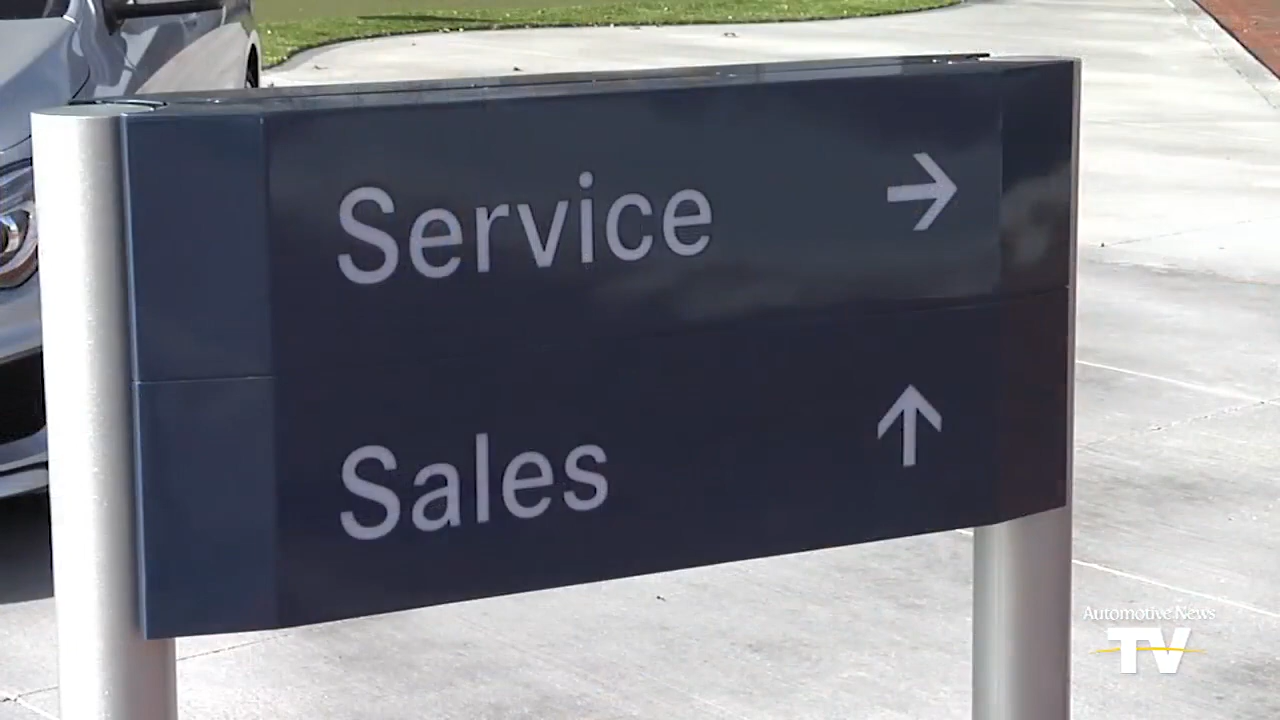 Service →
Sales ↑
Automotive News
TV